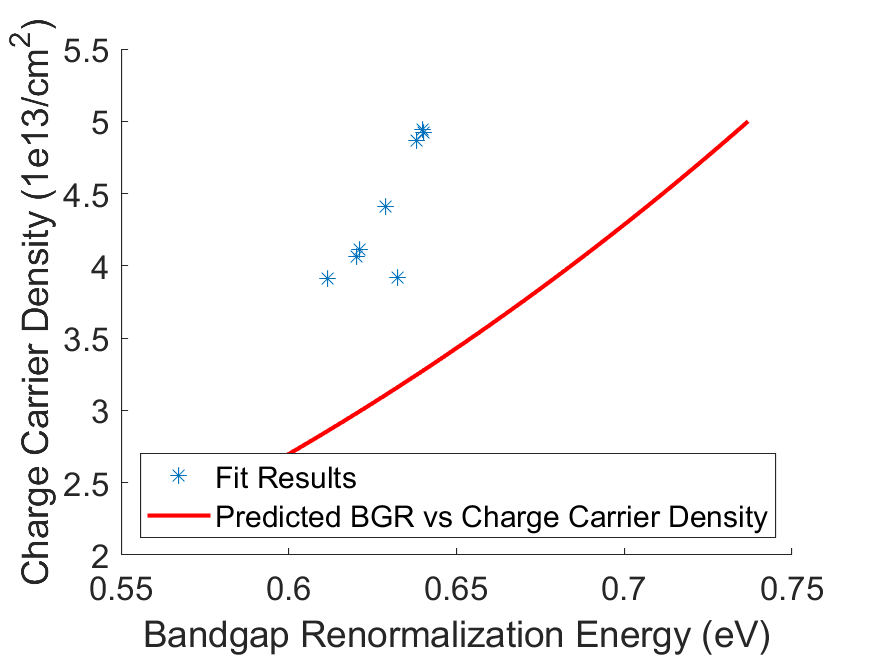 Charge Carrier Density (1e13/cm²)
5.5
5
4.5
4
3.5
3
2.5
2
Fit Results
Predicted BGR vs Charge Carrier Density
0.55 0.6 0.65 0.7 0.75
Bandgap Renormalization Energy (eV)